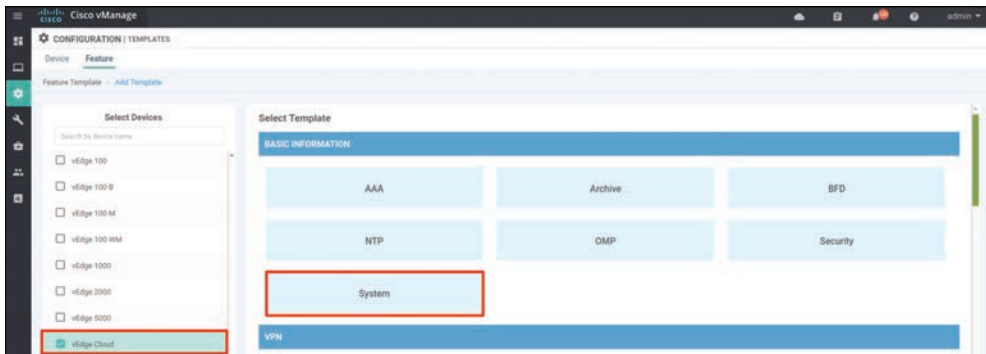 cisco Cisco vManage admin
CONFIGURATION | TEMPLATES
Device Feature
Feature Template Add Template
Select Devices
Search by device name
vEdge 100
vEdge 100 B
vEdge 100 M
vEdge 100 WM
vEdge 1000
vEdge 2000
vEdge 5000
vEdge Cloud
Select Template
BASIC INFORMATION
AAA Archive BFD
NTP OMP Security
System
VPN